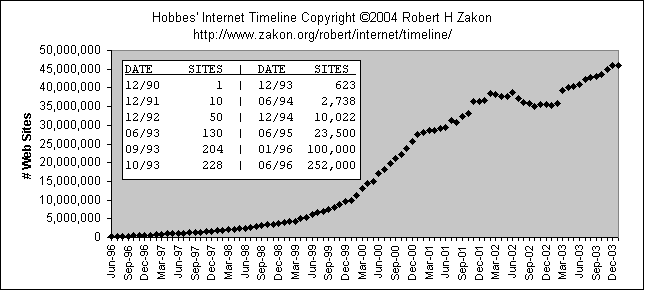 Hobbes' Internet Timeline Copyright ©2004 Robert H Zakon
http://www.zakon.org/robert/internet/timeline/
# Web Sites
50,000,000
45,000,000
40,000,000
35,000,000
30,000,000
25,000,000
20,000,000
15,000,000
10,000,000
5,000,000
0
DATE SITES | DATE SITES
12/90 1 | 12/93 623
12/91 10 | 06/94 2,738
12/92 50 | 12/94 10,022
06/93 130 | 06/95 23,500
09/93 204 | 01/96 100,000
10/93 228 | 06/96 252,000
Jun-96
Sep-96
Dec-96
Mar-97
Jun-97
Sep-97
Dec-97
Mar-98
Jun-98
Sep-98
Dec-98
Mar-99
Jun-99
Sep-99
Dec-99
Mar-00
Jun-00
Sep-00
Dec-00
Mar-01
Jun-01
Sep-01
Dec-01
Mar-02
Jun-02
Sep-02
Dec-02
Mar-03
Jun-03
Sep-03
Dec-03